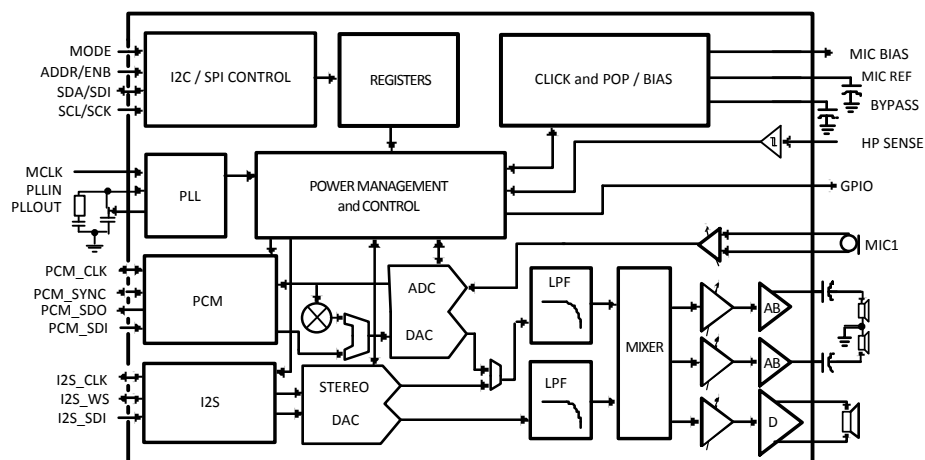 MODE
ADDR/ENB
SDA/SDI
SCL/SCK
I2C / SPI CONTROL
REGISTERS
CLICK and POP / BIAS
MIC BIAS
MIC REF
BYPASS
HP SENSE
MCLK
PLLIN
PLLOUT
PLL
POWER MANAGEMENT
and CONTROL
GPIO
MIC1
PCM_CLK
PCM_SYNC
PCM_SDO
PCM_SDI
PCM
ADC
DAC
LPF
MIXER
AB
AB
I2S_CLK
I2S_WS
I2S_SDI
I2S
STEREO
DAC
LPF
D